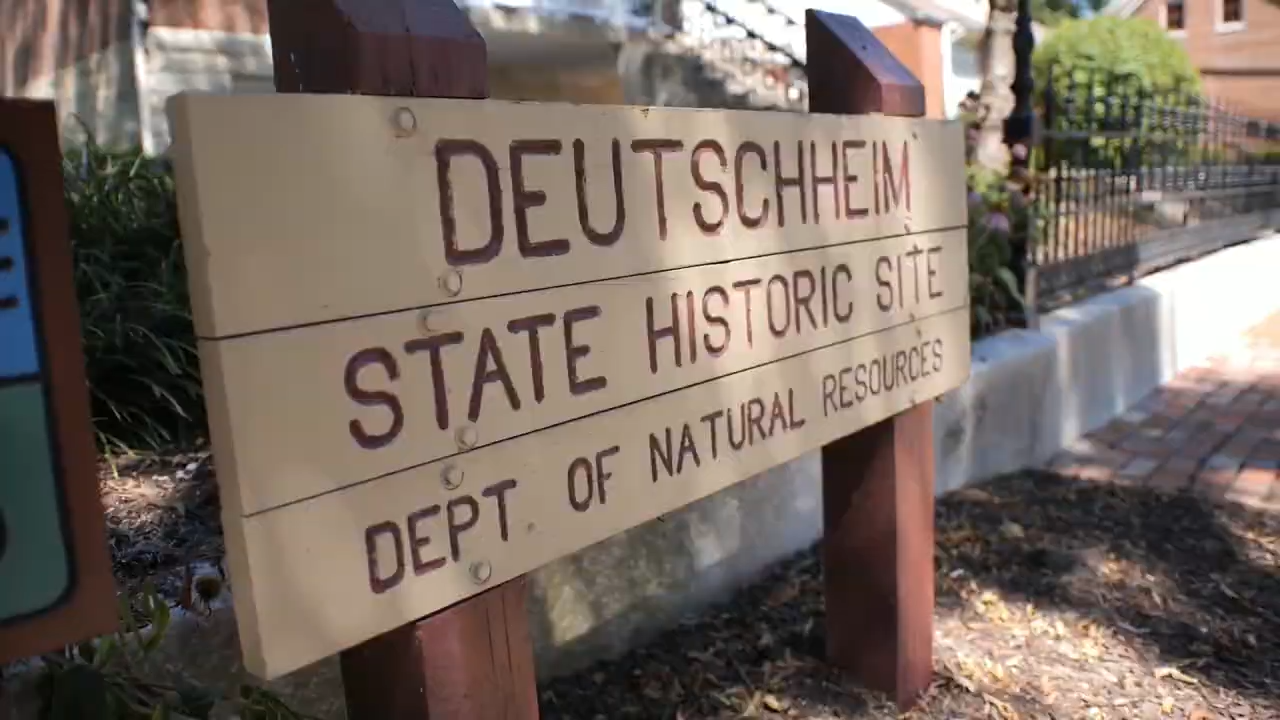 DEUTSCHHEIM
STATE HISTORIC SITE
DEPT. OF NATURAL RESOURCES